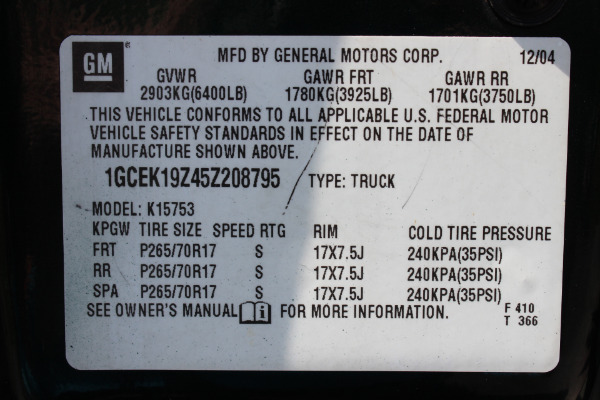 GM MFD BY GENERAL MOTORS CORP. 12/04
GVWR GAWR FRT GAWR RR
2903KG(6400LB) 1780KG(3925LB) 1701KG(3750LB)
THIS VEHICLE CONFORMS TO ALL APPLICABLE U.S. FEDERAL MOTOR
VEHICLE SAFETY STANDARDS IN EFFECT ON THE DATE OF
MANUFACTURE SHOWN ABOVE.
1GCEK19Z45Z208795 TYPE: TRUCK
MODEL: K15753
KPGW TIRE SIZE SPEED RTG RIM COLD TIRE PRESSURE
FRT P265/70R17 S 17X7.5J 240KPA(35PSI)
RR P265/70R17 S 17X7.5J 240KPA(35PSI)
SPA P265/70R17 S 17X7.5J 240KPA(35PSI)
SEE OWNER'S MANUAL i FOR MORE INFORMATION. F 410
T 366